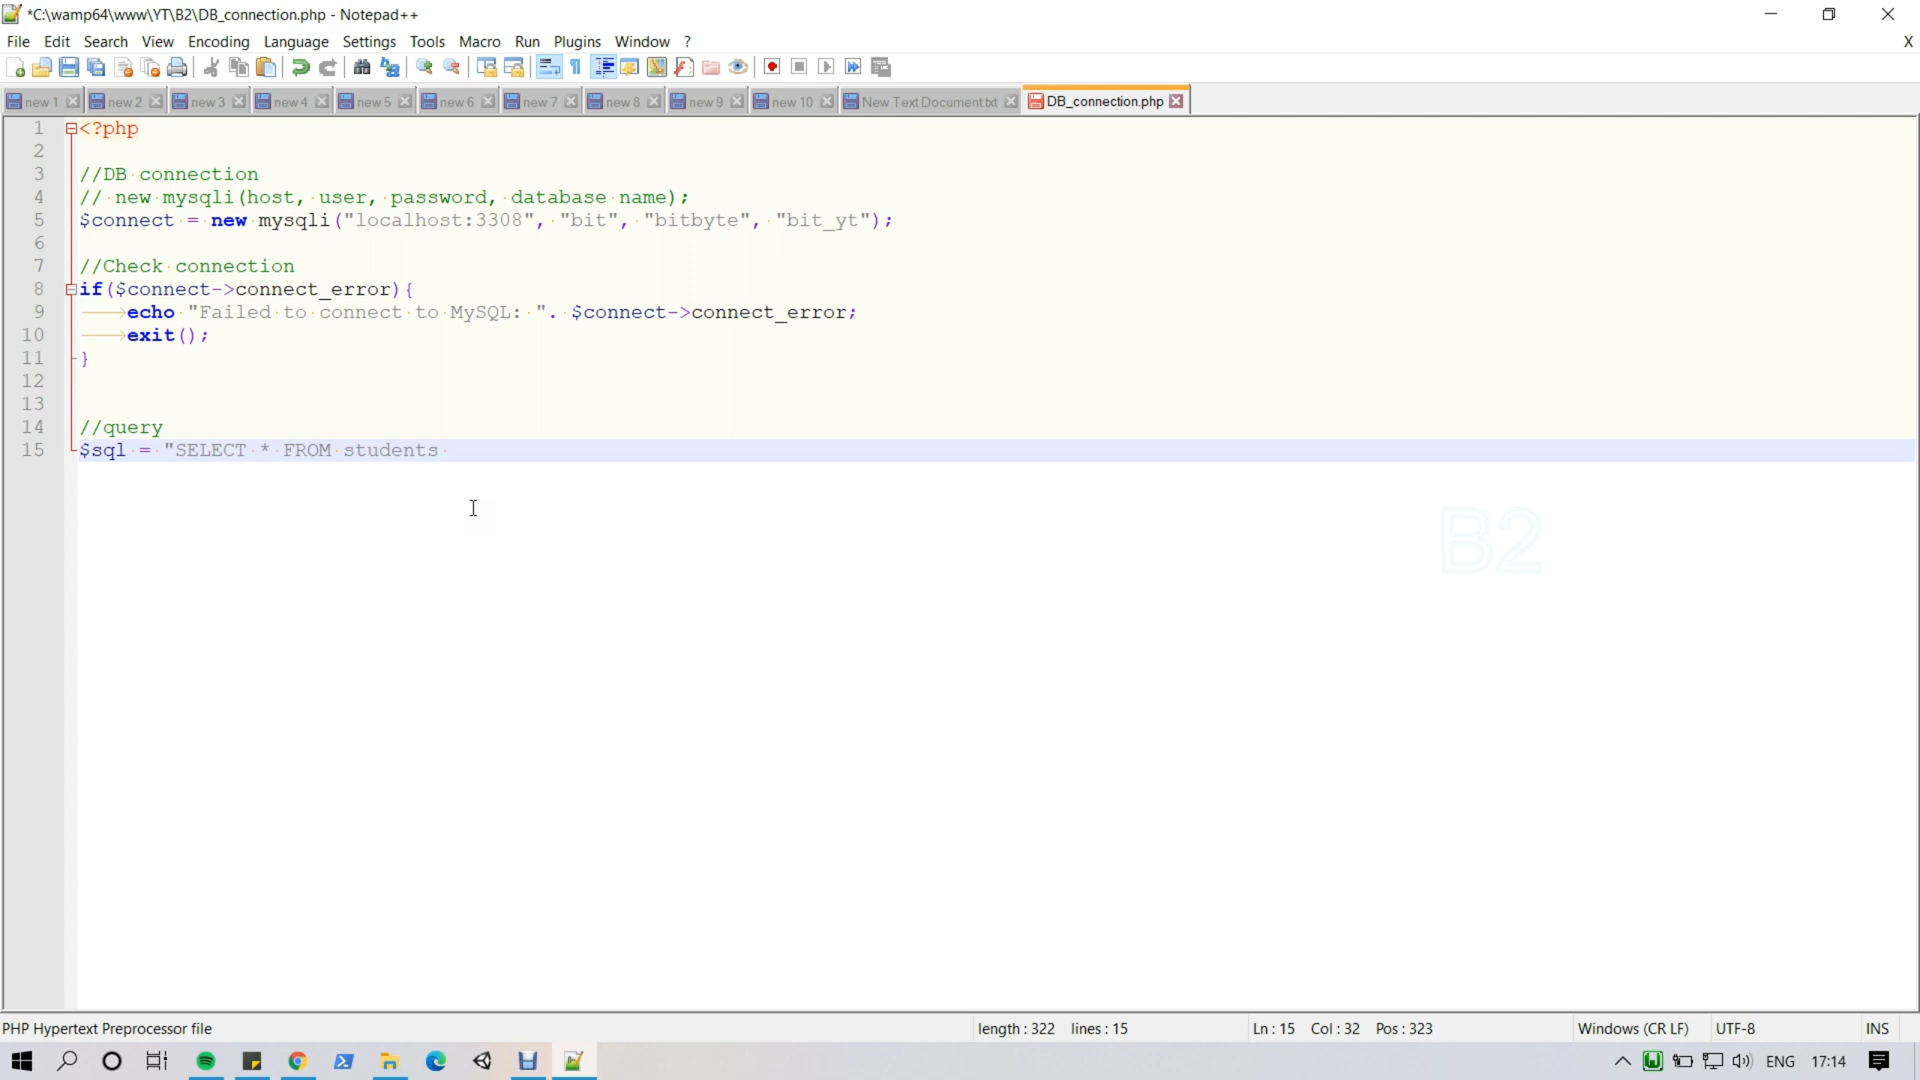 *C:\wamp64\www\YT\B2\DB_connection.php - Notepad++
File Edit Search View Encoding Language Settings Tools Macro Run Plugins Window ? X
new 1 new 2 new 3 new 4 new 5 new 6 new 7 new 8 new 9 new 10 New Text Document.txt DB_connection.php
1 <?php
2
3 //DB connection
4 // new mysqli(host, user, password, database name);
5 $connect = new mysqli("localhost:3308", "bit", "bitbyte", "bit_yt");
6
7 //Check connection
8 if($connect->connect_error){
9 echo "Failed to connect to MySQL: ". $connect->connect_error;
10 exit();
11 }
12
13
14 //query
15 $sql = "SELECT * FROM students
B2
PHP Hypertext Preprocessor file length : 322 lines : 15 Ln : 15 Col : 32 Pos : 323 Windows (CR LF) UTF-8 INS
ENG 17:14